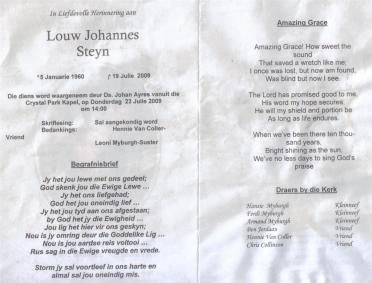 In Liefdevolle Herinnering aan
Louw Johannes
Steyn
*5 Januarie 1960 † 19 Julie 2009
Die diens word waargeneem deur Ds. Johan Ayres vanuit die
Crystal Park Kapel, op Donderdag 23 Julie 2009
om 14:00
Skriflesing: Sal aangekondig word
Bedankings: Hennie Van Coller-
Vriend
Leoni Myburgh-Suster
Begrafnisbrief
Jy het jou lewe met ons gedeel;
God skenk jou die Ewige Lewe …
Jy het ons liefgehad;
God het jou oneindig lief …
Jy het jou tyd aan ons afgestaan;
by God het jy die Ewigheid …
Jou lig het hier vir ons geskyn;
Nou is jy omring deur die Goddelike Lig …
Nou is jou aardse reis voltooi …
Rus sag in die Ewige vreugde en vrede.
Storm jy sal voortleef in ons harte en
almal sal jou oneindig mis.
Amazing Grace
Amazing Grace! How sweet the
sound
That saved a wretch like me;
I once was lost, but now am found,
Was blind but now I see.
The Lord has promised good to me,
His word my hope secures;
He will my shield and portion be
As long as life endures.
When we've been there ten thou-
sand years,
Bright shining as the sun,
We've no less days to sing God's
praise
Draers by die Kerk
Hansie Myburgh Kleinneef
Ferdi Myburgh Kleinneef
Armand Myburgh Kleinneef
Ben Jordaan Vriend
Hennie Van Coller Vriend
Chris Collinson Vriend